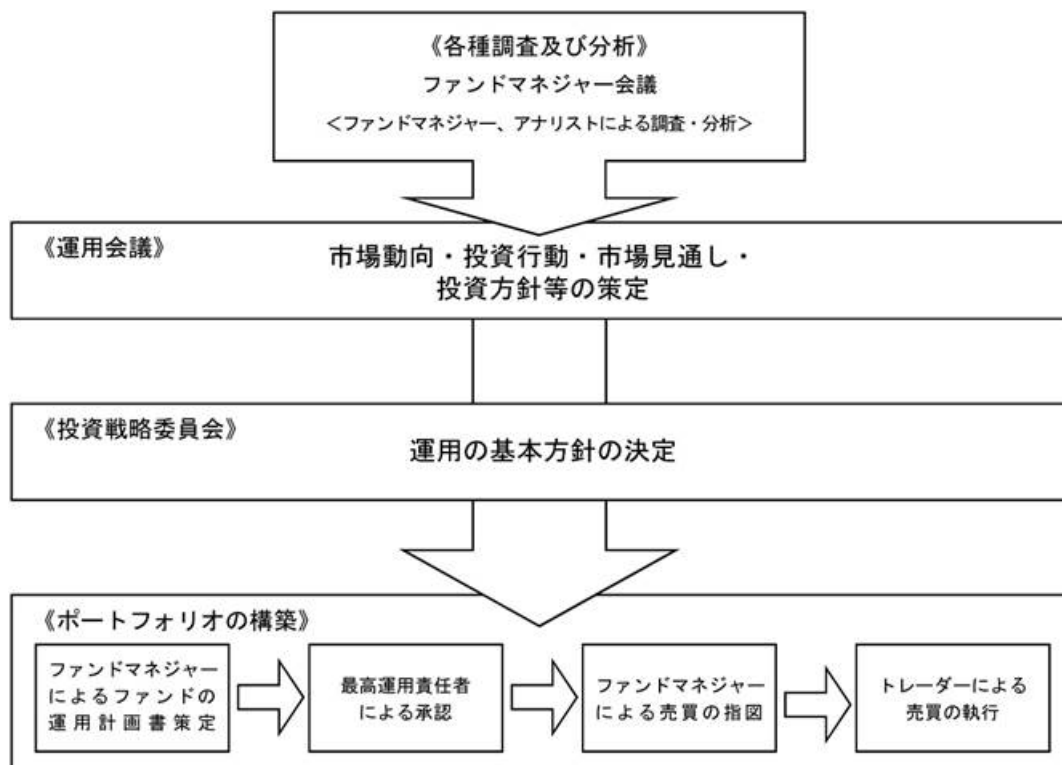 《各種調査及び分析》
ファンドマネジャー会議
＜ファンドマネジャー、アナリストによる調査・分析＞
《運用会議》
市場動向・投資行動・市場見通し・
投資方針等の策定
《投資戦略委員会》
運用の基本方針の決定
《ポートフォリオの構築》
ファンドマネジャー
によるファンドの
運用計画書策定
最高運用責任者
による承認
ファンドマネジャー
による売買の指図
トレーダーによる
売買の執行